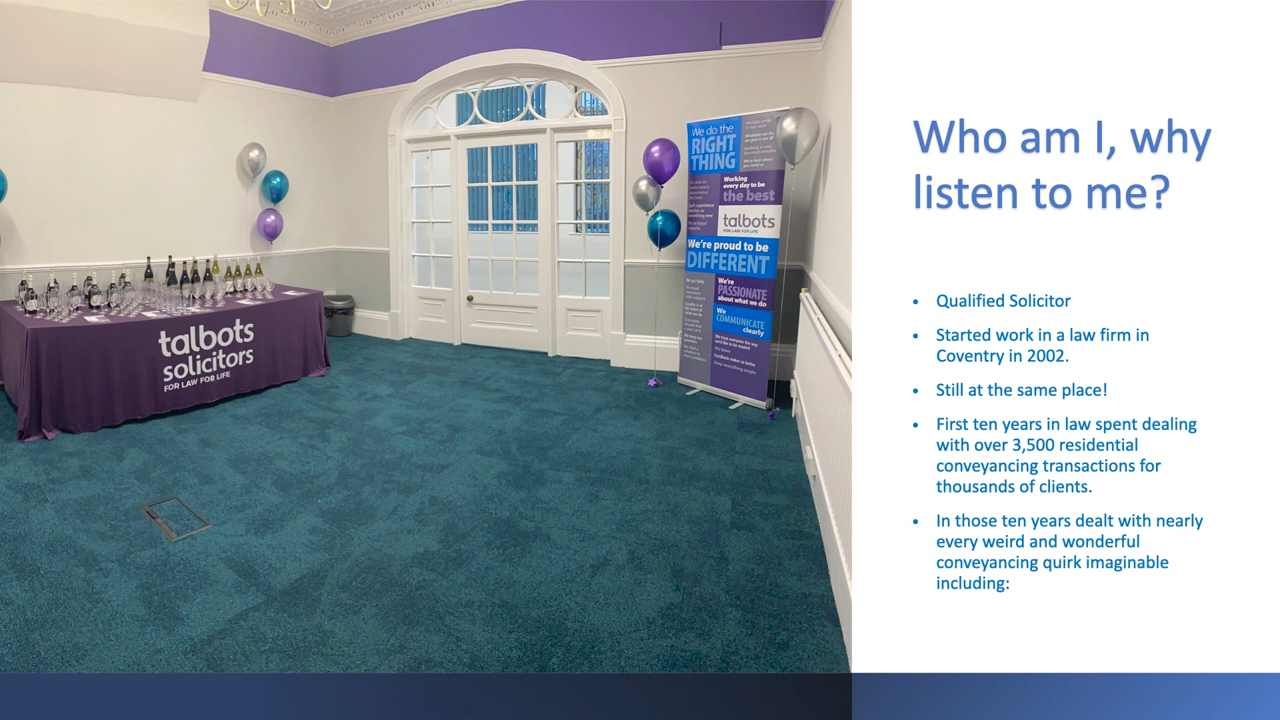 We do the
RIGHT
THING
Working
every day to be
the best
talbots
FOR LAW FOR LIFE
We're proud to be
DIFFERENT
We're
PASSIONATE
about what we do
We
COMMUNICATE
clearly
talbots
solicitors
FOR LAW FOR LIFE
Who am I, why
listen to me?
• Qualified Solicitor
• Started work in a law firm in
Coventry in 2002.
• Still at the same place!
• First ten years in law spent dealing
with over 3,500 residential
conveyancing transactions for
thousands of clients.
• In those ten years dealt with nearly
every weird and wonderful
conveyancing quirk imaginable
including: